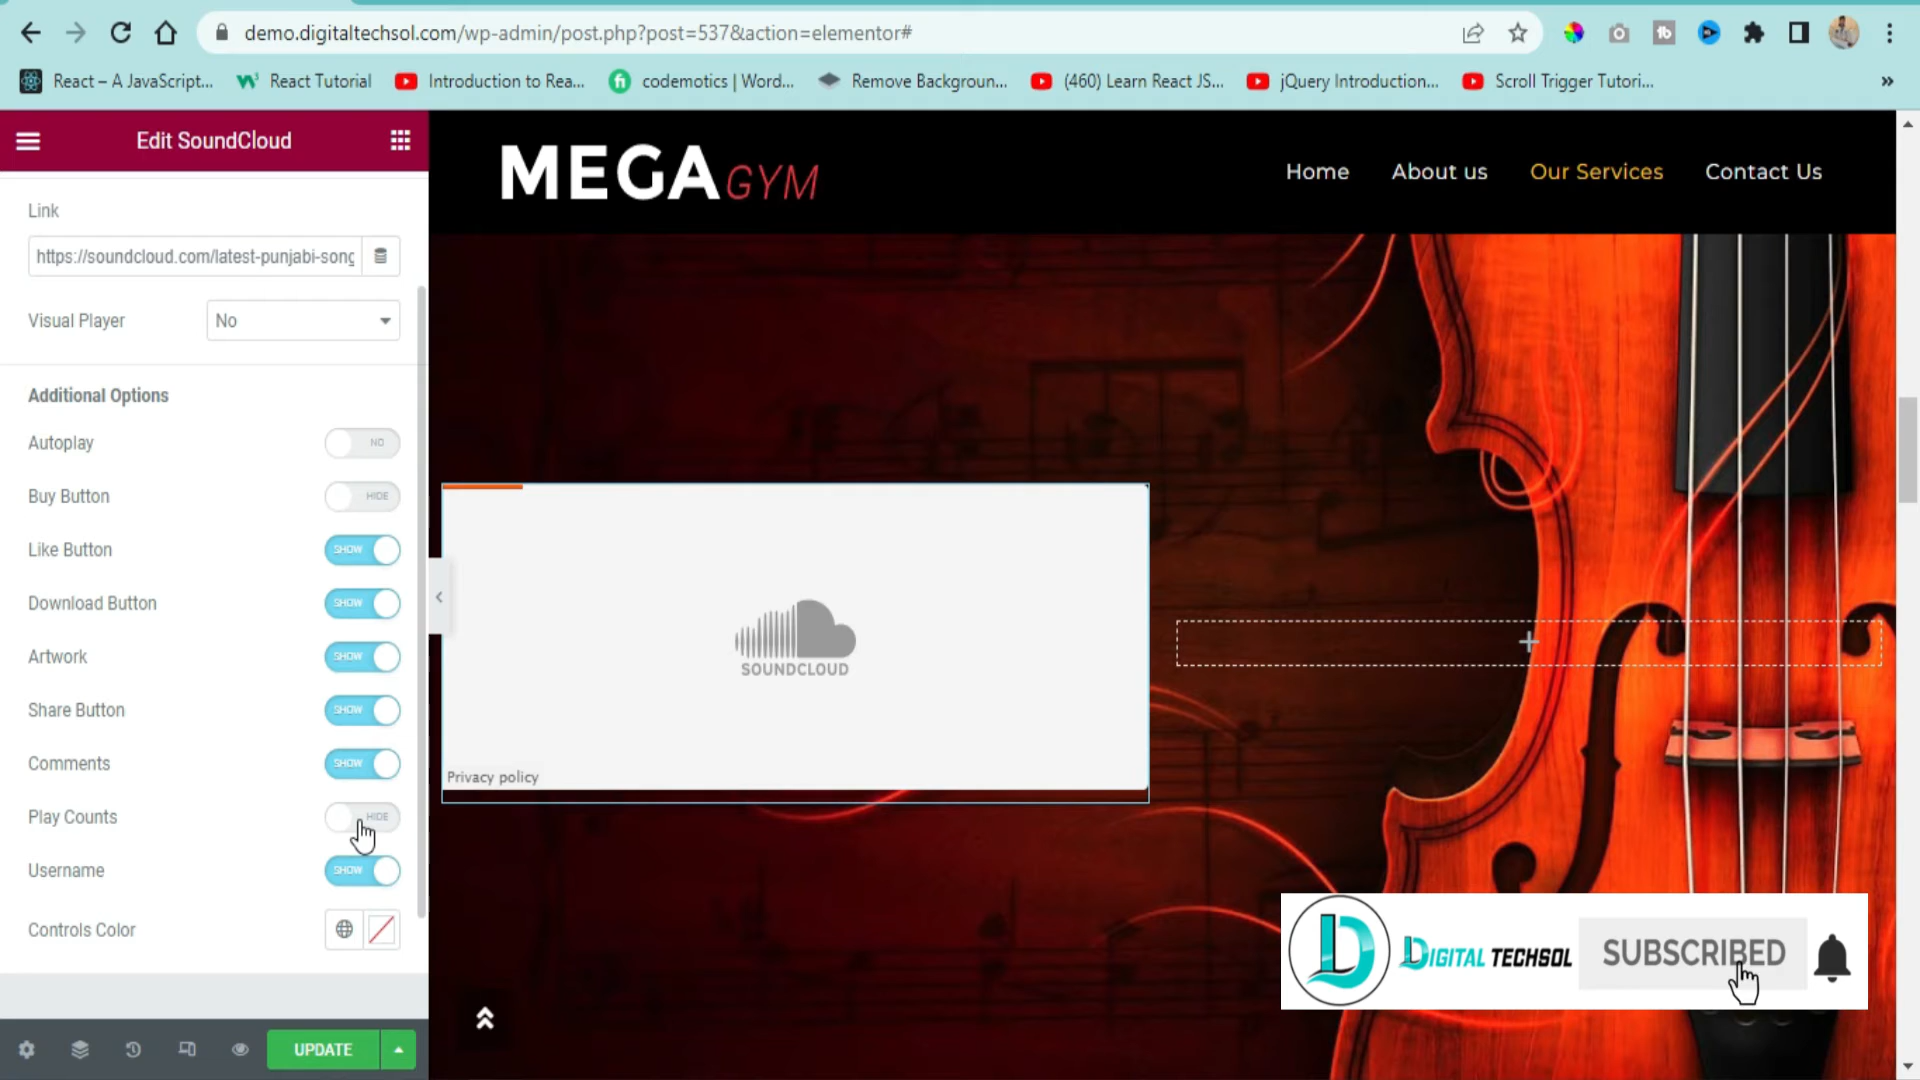 demo.digitaltechsol.com/wp-admin/post.php?post=537&action=elementor#
React – A JavaScript...
React Tutorial
Introduction to Rea...
codemotics | Word...
Remove Backgroun...
(460) Learn React JS...
jQuery Introduction...
Scroll Trigger Tutori...
»
Edit SoundCloud
Link
https://soundcloud.com/latest-punjabi-song
Visual Player
No
Additional Options
Autoplay NO
Buy Button HIDE
Like Button SHOW
Download Button SHOW
Artwork SHOW
Share Button SHOW
Comments SHOW
Play Counts HIDE
Username SHOW
Controls Color
UPDATE
MEGA GYM
Home About us Our Services Contact Us
SOUNDCLOUD
Privacy policy
DIGITAL TECHSOL
SUBSCRIBED